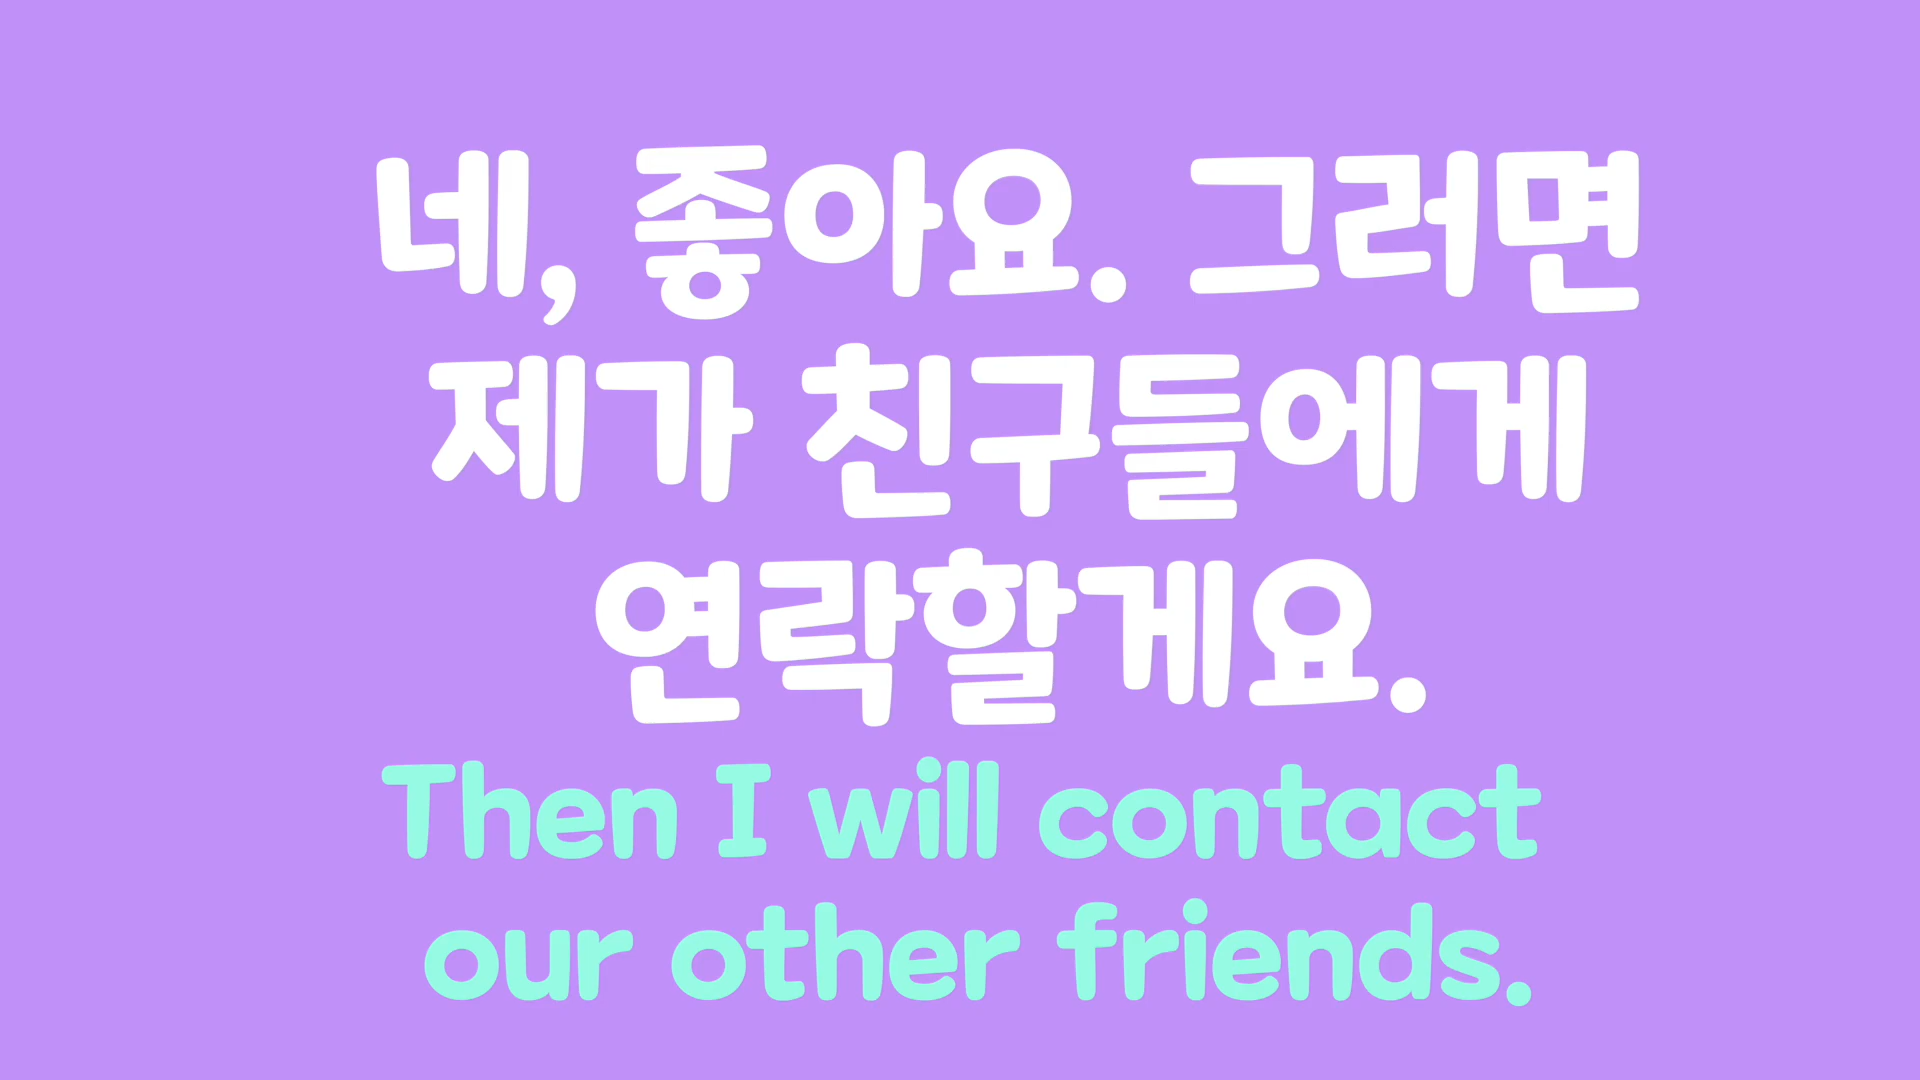 네, 좋아요. 그러면
제가 친구들에게
연락할게요.
Then I will contact
our other friends.